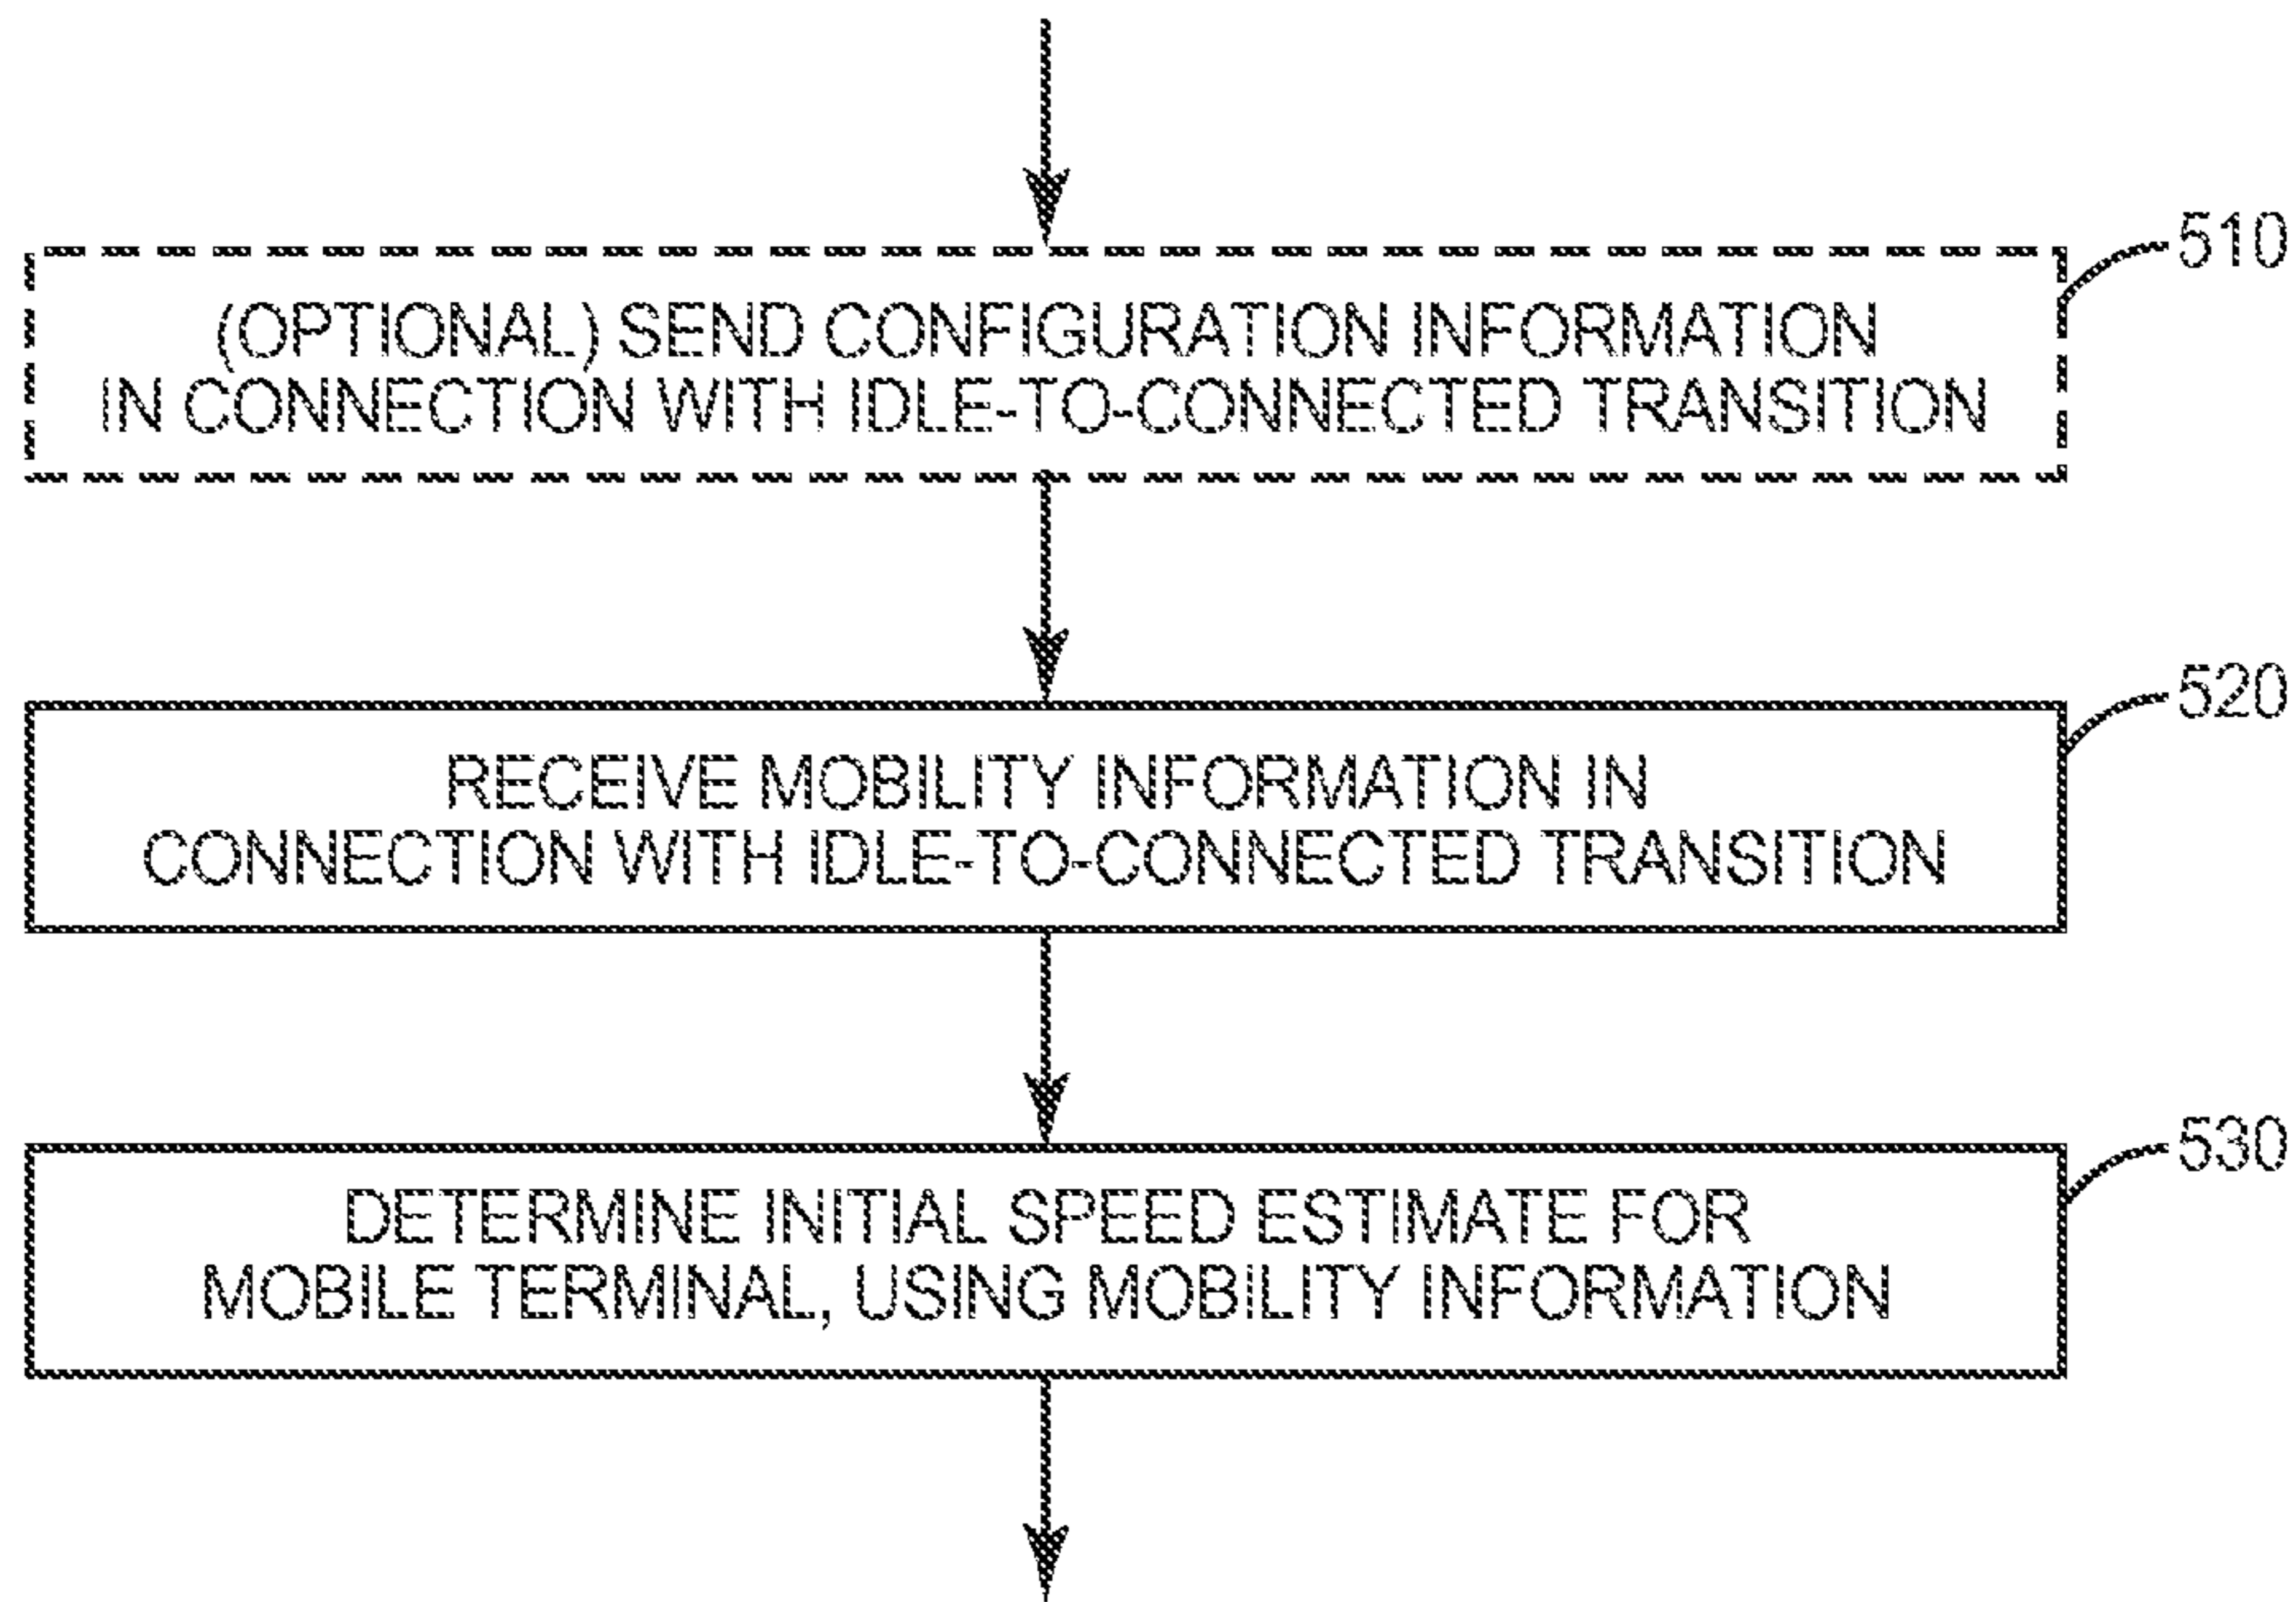 510
(OPTIONAL) SEND CONFIGURATION INFORMATION
IN CONNECTION WITH IDLE-TO-CONNECTED TRANSITION
520
RECEIVE MOBILITY INFORMATION IN
CONNECTION WITH IDLE-TO-CONNECTED TRANSITION
530
DETERMINE INITIAL SPEED ESTIMATE FOR
MOBILE TERMINAL, USING MOBILITY INFORMATION